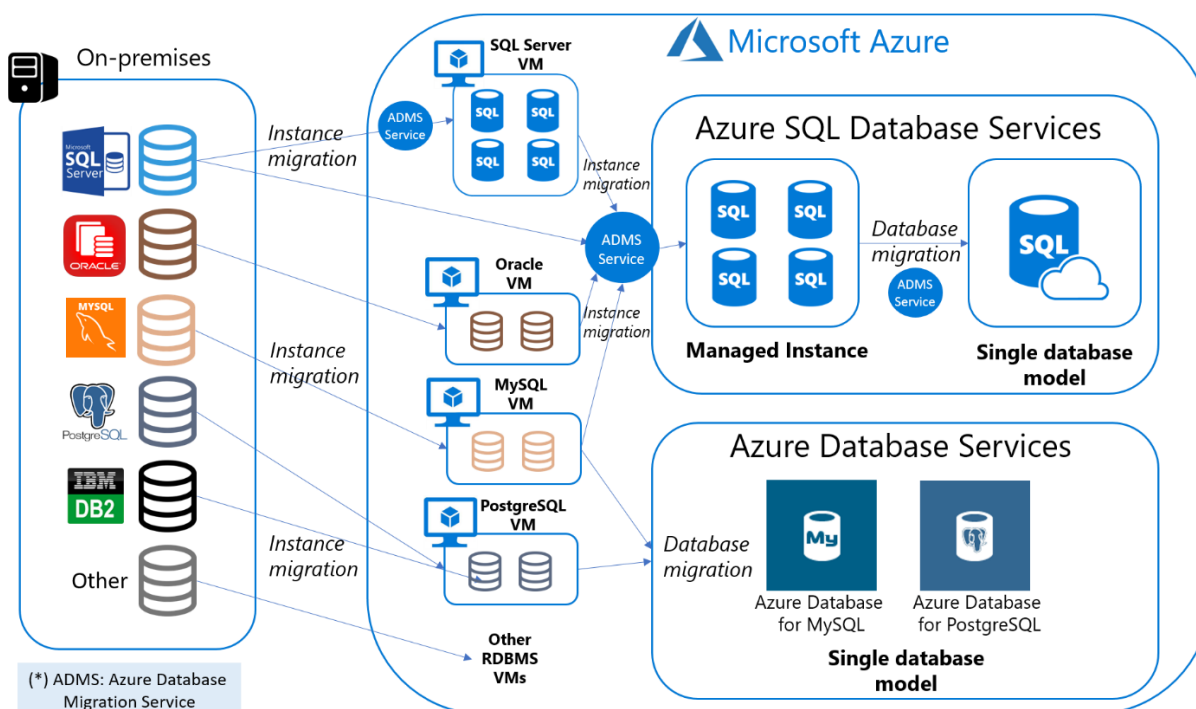 On-premises
Microsoft
SQL
Server
ORACLE
MYSQL
PostgreSQL
IBM
DB2
Other
(*) ADMS: Azure Database
Migration Service
Instance
migration
Instance
migration
Instance
migration
Microsoft Azure
SQL Server
VM
ADMS
Service
SQL
SQL
SQL
SQL
Instance
migration
ADMS
Service
Oracle
VM
Instance
migration
MySQL
VM
PostgreSQL
VM
Other
RDBMS
VMs
Azure SQL Database Services
SQL
SQL
SQL
SQL
Managed Instance
Database
migration
ADMS
Service
SQL
Single database
model
Azure Database Services
Database
migration
My
Azure Database
for MySQL
Azure Database
for PostgreSQL
Single database
model